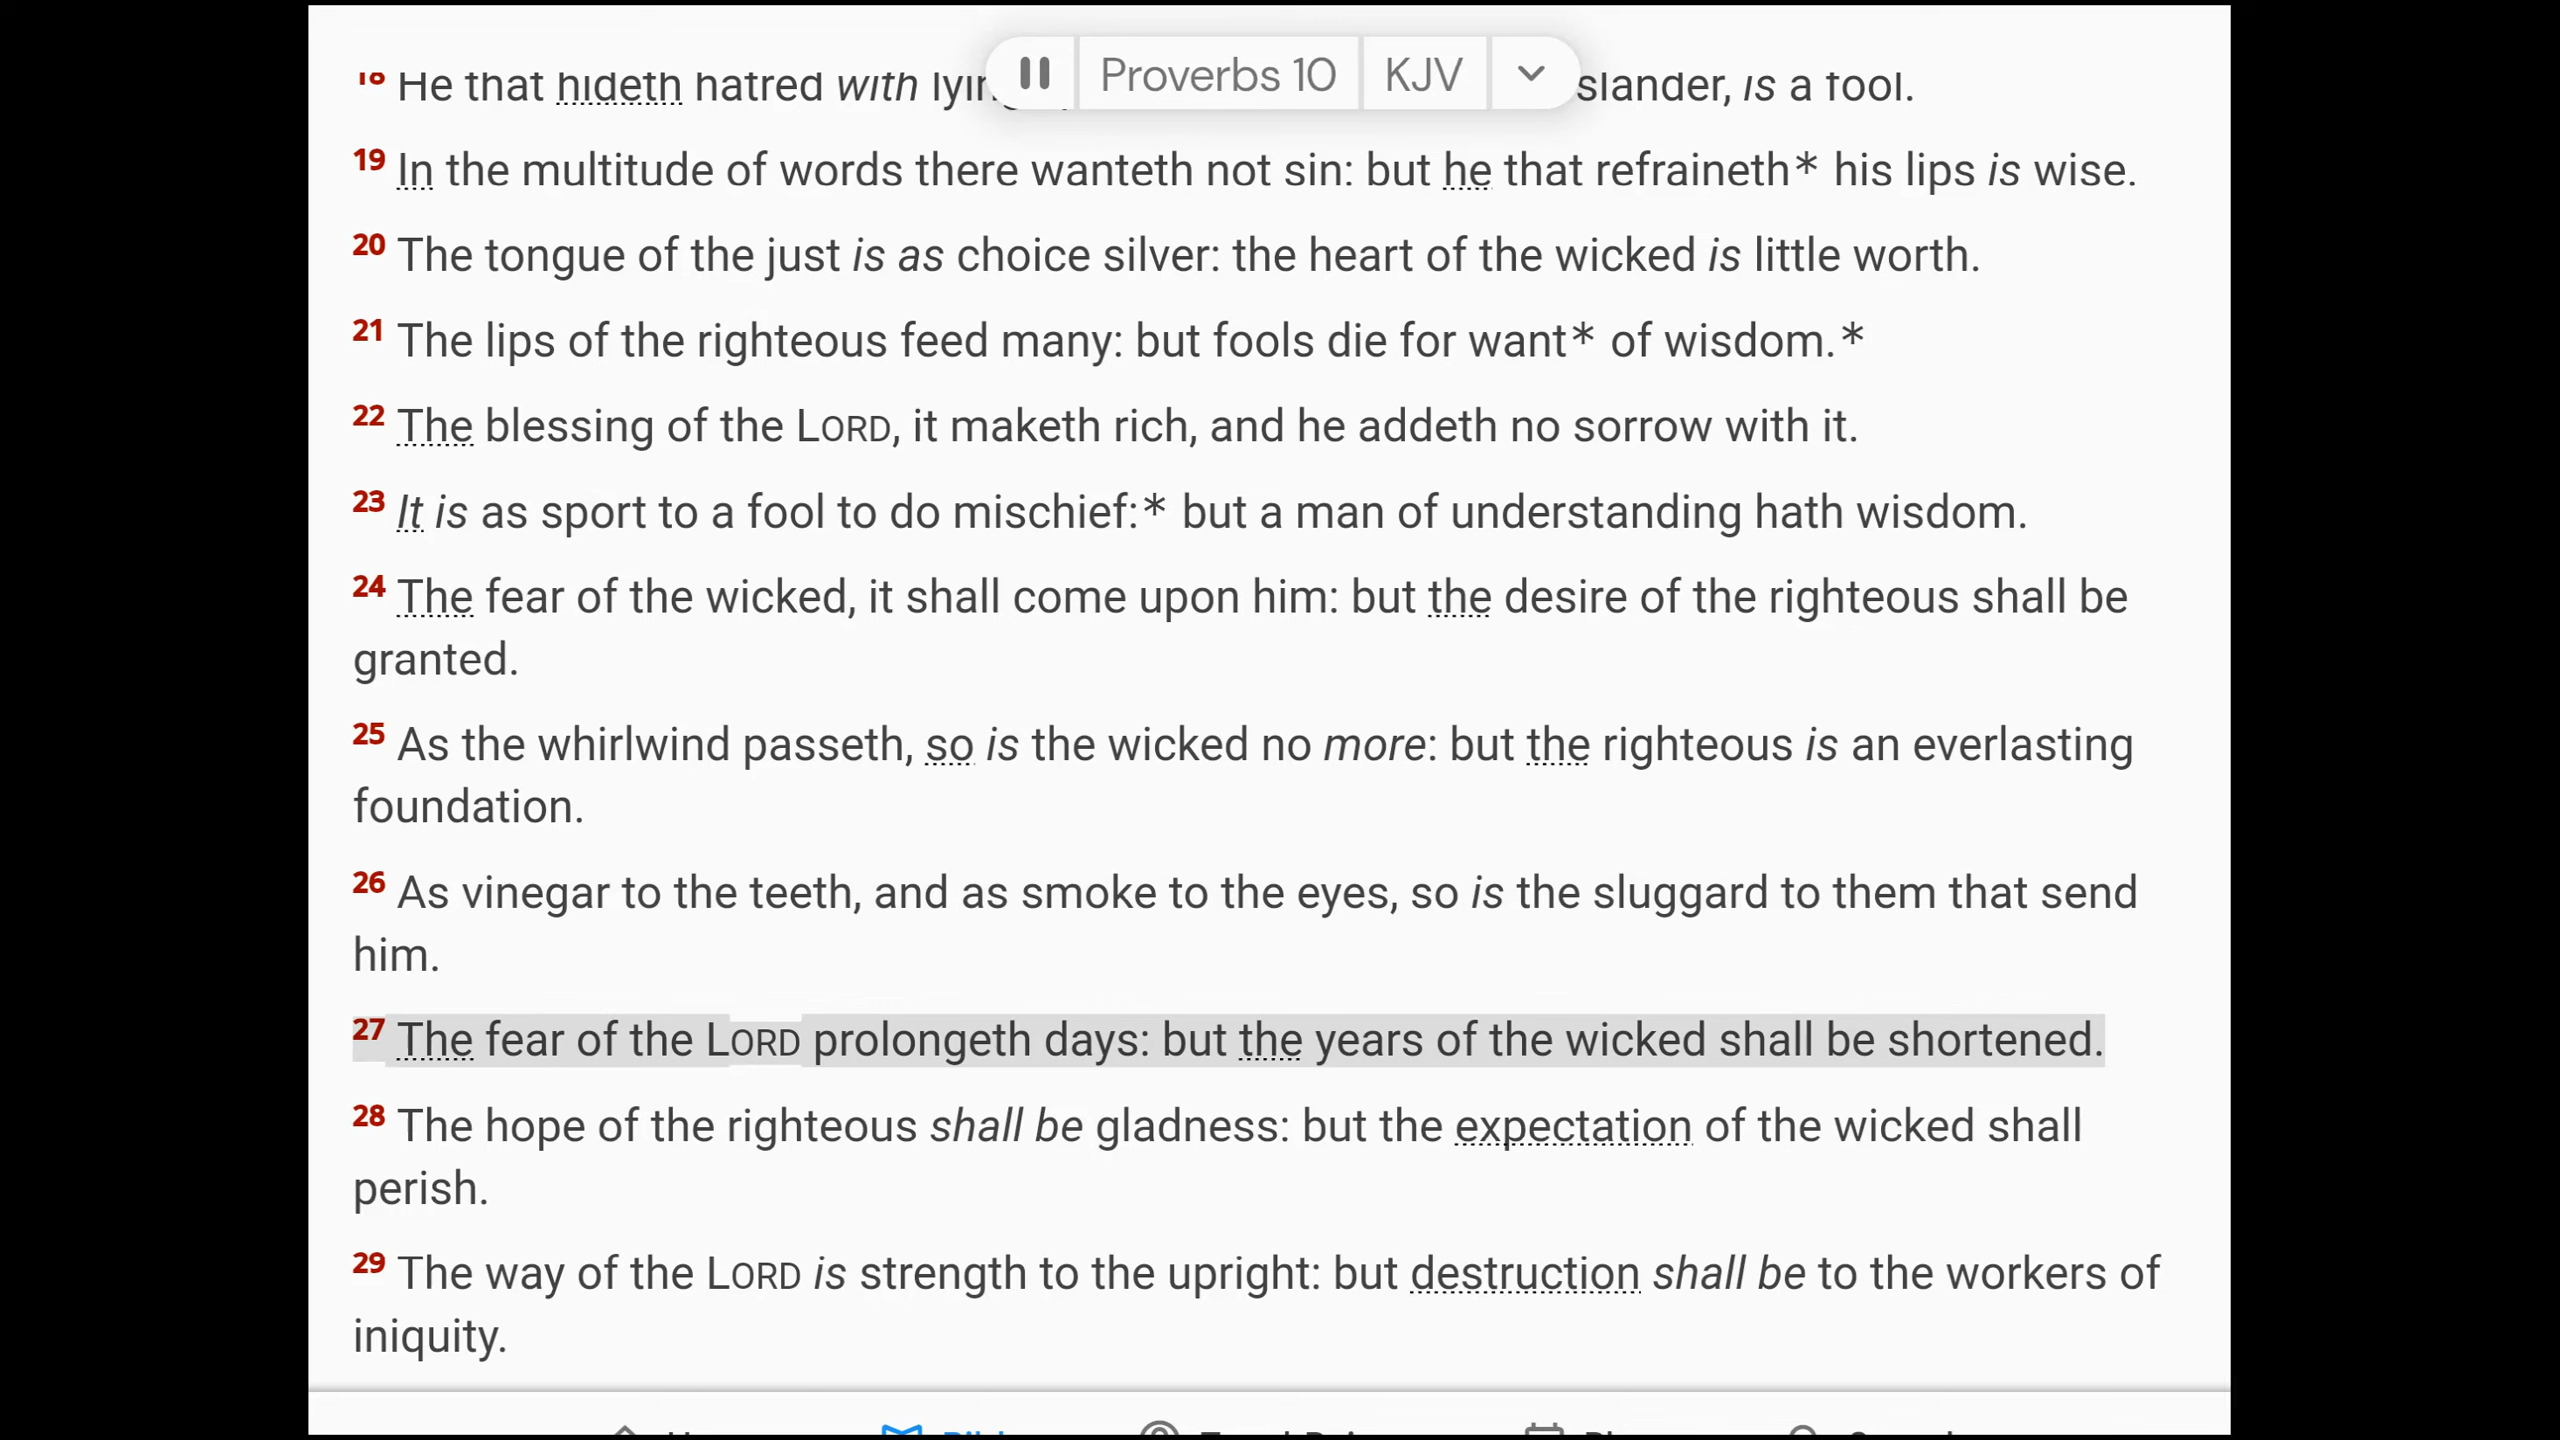 18 He that hideth hatred with slander, is a fool.
Proverbs 10 KJV
19 In the multitude of words there wanteth not sin: but he that refraineth* his lips is wise.
20 The tongue of the just is as choice silver: the heart of the wicked is little worth.
21 The lips of the righteous feed many: but fools die for want* of wisdom.*
22 The blessing of the LORD, it maketh rich, and he addeth no sorrow with it.
23 It is as sport to a fool to do mischief:* but a man of understanding hath wisdom.
24 The fear of the wicked, it shall come upon him: but the desire of the righteous shall be
granted.
25 As the whirlwind passeth, so is the wicked no more: but the righteous is an everlasting
foundation.
26 As vinegar to the teeth, and as smoke to the eyes, so is the sluggard to them that send
him.
27 The fear of the LORD prolongeth days: but the years of the wicked shall be shortened.
28 The hope of the righteous shall be gladness: but the expectation of the wicked shall
perish.
29 The way of the LORD is strength to the upright: but destruction shall be to the workers of
iniquity.